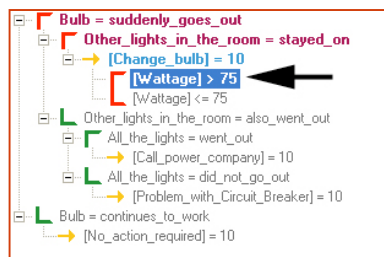 Bulb = suddenly_goes_out
Other_lights_in_the_room = stayed_on
[Change_bulb] = 10
[Wattage] > 75
[Wattage] <= 75
Other_lights_in_the_room = also_went_out
All_the_lights = went_out
[Call_power_company] = 10
All_the_lights = did_not_go_out
[Problem_with_Circuit_Breaker] = 10
Bulb = continues_to_work
[No_action_required] = 10